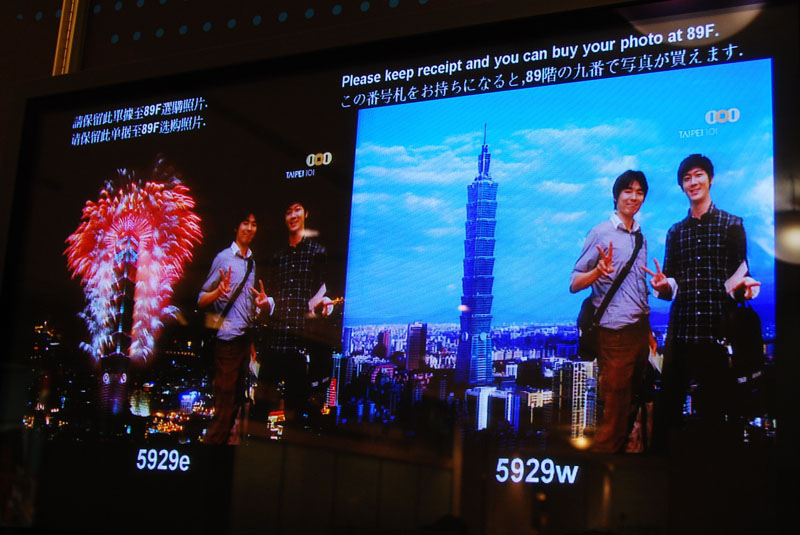 請保留此單據至89F選購照片.
请保留此单据至89F选购照片.
TAIPEI 101
5929e
Please keep receipt and you can buy your photo at 89F.
この番号札をお持ちになると,89階の九番で写真が買えます.
TAIPEI 101
5929w